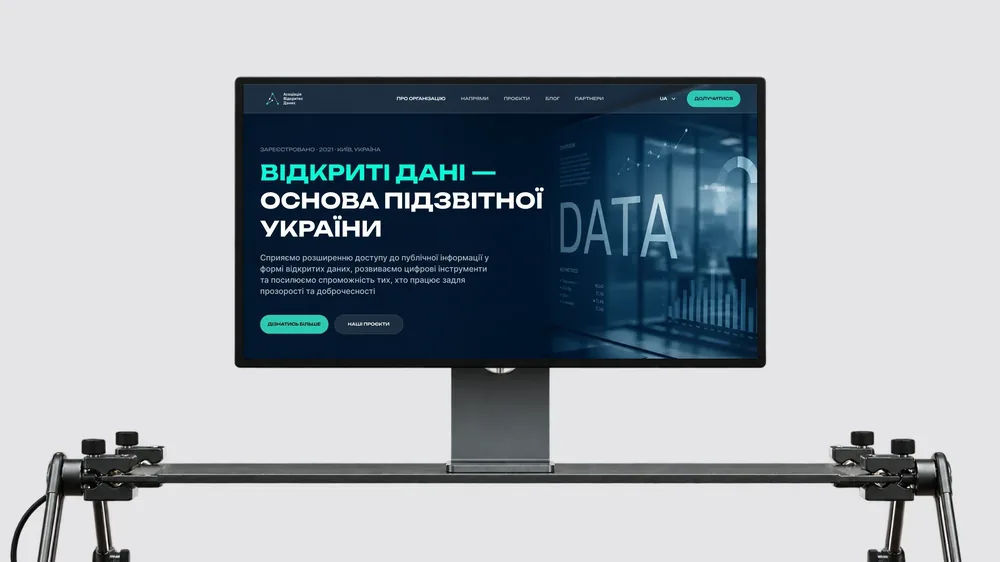 Асоціація
Відкритих
Даних
ПРО ОРГАНІЗАЦІЮ НАПРЯМИ ПРОЄКТИ БЛОГ ПАРТНЕРИ UA ДОЛУЧИТИСЯ
ЗАРЕЄСТРОВАНО · 2021 · КИЇВ, УКРАЇНА
ВІДКРИТІ ДАНІ —
ОСНОВА ПІДЗВІТНОЇ
УКРАЇНИ
Сприяємо розширенню доступу до публічної інформації у
формі відкритих даних, розвиваємо цифрові інструменти
та посилюємо спроможність тих, хто працює задля
прозорості та доброчесності
ДІЗНАТИСЬ БІЛЬШЕ НАШІ ПРОЄКТИ
DATA